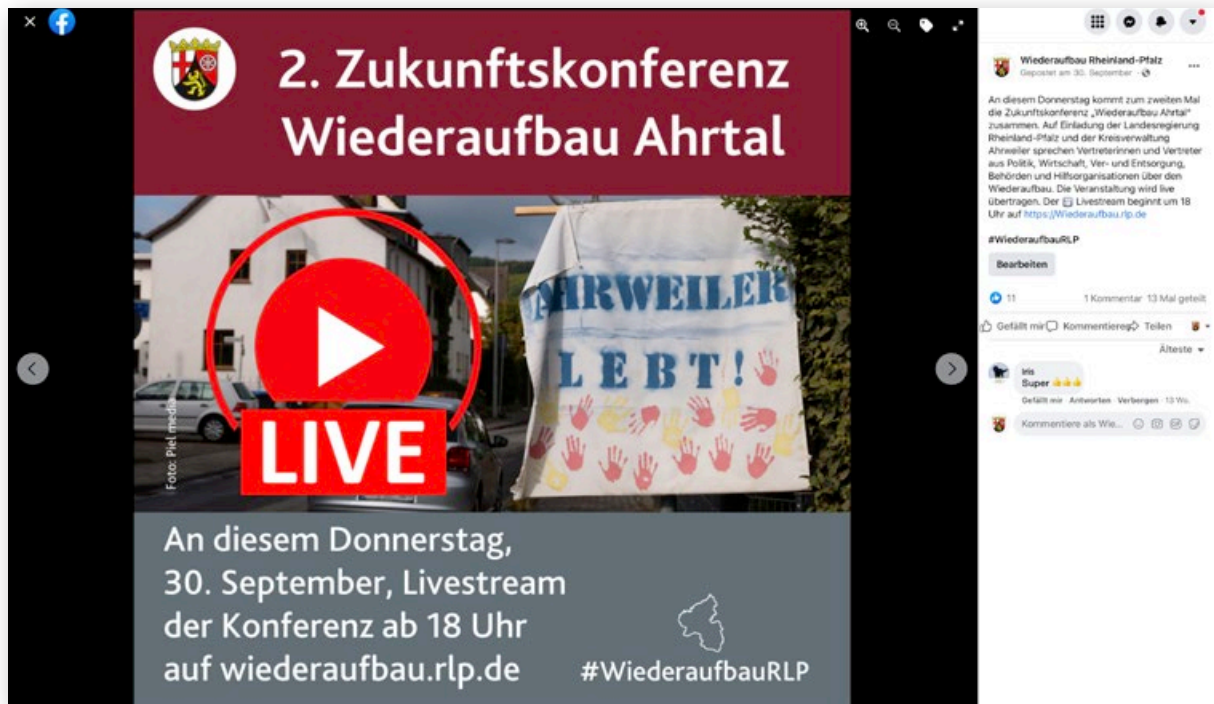 2. Zukunftskonferenz
Wiederaufbau Ahrtal
AHRWEILER
LEBT!
LIVE
Foto: Piel media
An diesem Donnerstag,
30. September, Livestream
der Konferenz ab 18 Uhr
auf wiederaufbau.rlp.de
#WiederaufbauRLP
Wiederaufbau Rheinland-Pfalz
Gepostet am 30. September
An diesem Donnerstag kommt zum zweiten Mal
die Zukunftskonferenz „Wiederaufbau Ahrtal“
zusammen. Auf Einladung der Landesregierung
Rheinland-Pfalz und der Kreisverwaltung
Ahrweiler sprechen Vertreterinnen und Vertreter
aus Politik, Wirtschaft, Ver- und Entsorgung,
Behörden und Hilfsorganisationen über den
Wiederaufbau. Die Veranstaltung wird live
übertragen. Der Livestream beginnt um 18
Uhr auf https://Wiederaufbau.rlp.de
#WiederaufbauRLP
Bearbeiten
11
1 Kommentar 13 Mal geteilt
Gefällt mir Kommentieren Teilen
Älteste
Iris
Super 👍👍👍
Gefällt mir · Antworten · Verbergen · 13 Wo.
Kommentiere als Wie...